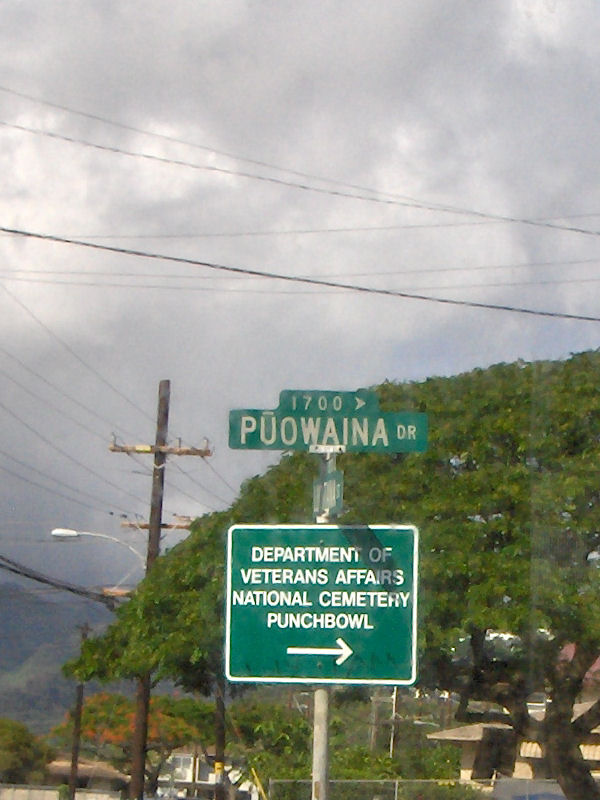 1700 ➤
PŪOWAINA DR
DEPARTMENT OF
VETERANS AFFAIRS
NATIONAL CEMETERY
PUNCHBOWL
→